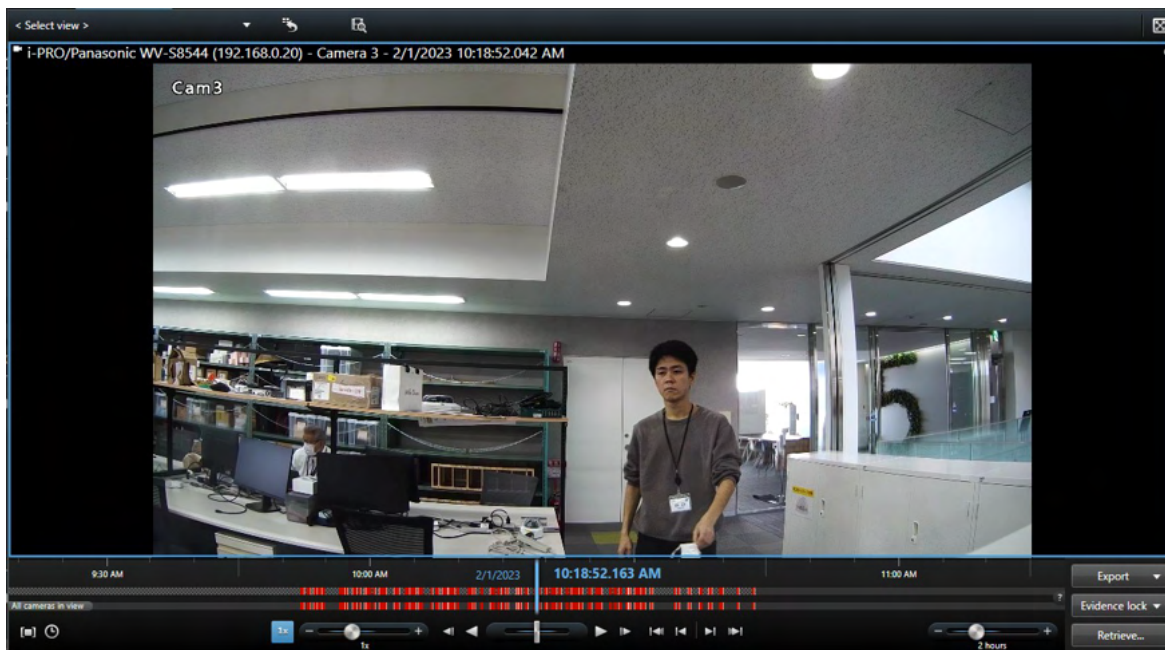 < Select view >
i-PRO/Panasonic WV-S8544 (192.168.0.20) - Camera 3 - 2/1/2023 10:18:52.042 AM
Cam3
9:30 AM
10:00 AM
2/1/2023
10:18:52.163 AM
11:00 AM
Export
All cameras in view
?
Evidence lock
1x
1x
2 hours
Retrieve...